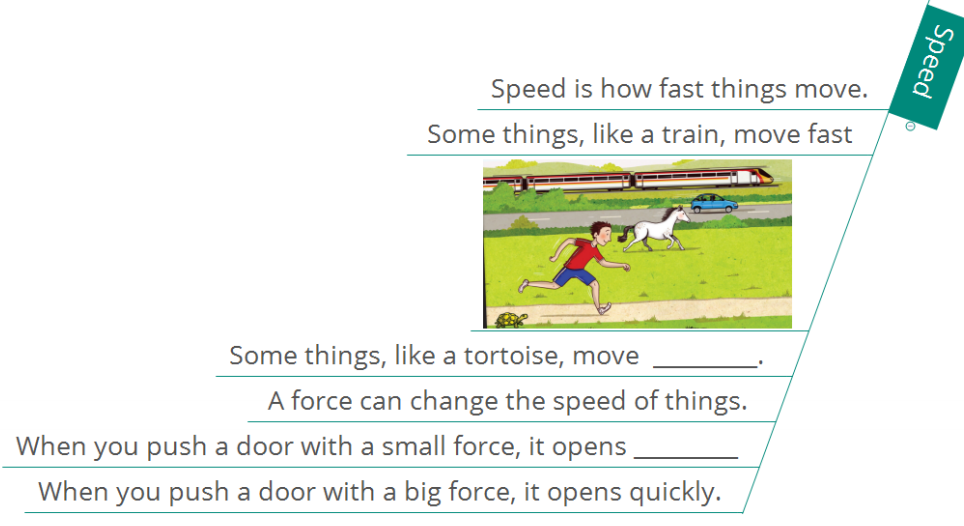 Speed
Speed is how fast things move.
Some things, like a train, move fast
Some things, like a tortoise, move ________.
A force can change the speed of things.
When you push a door with a small force, it opens ________
When you push a door with a big force, it opens quickly.